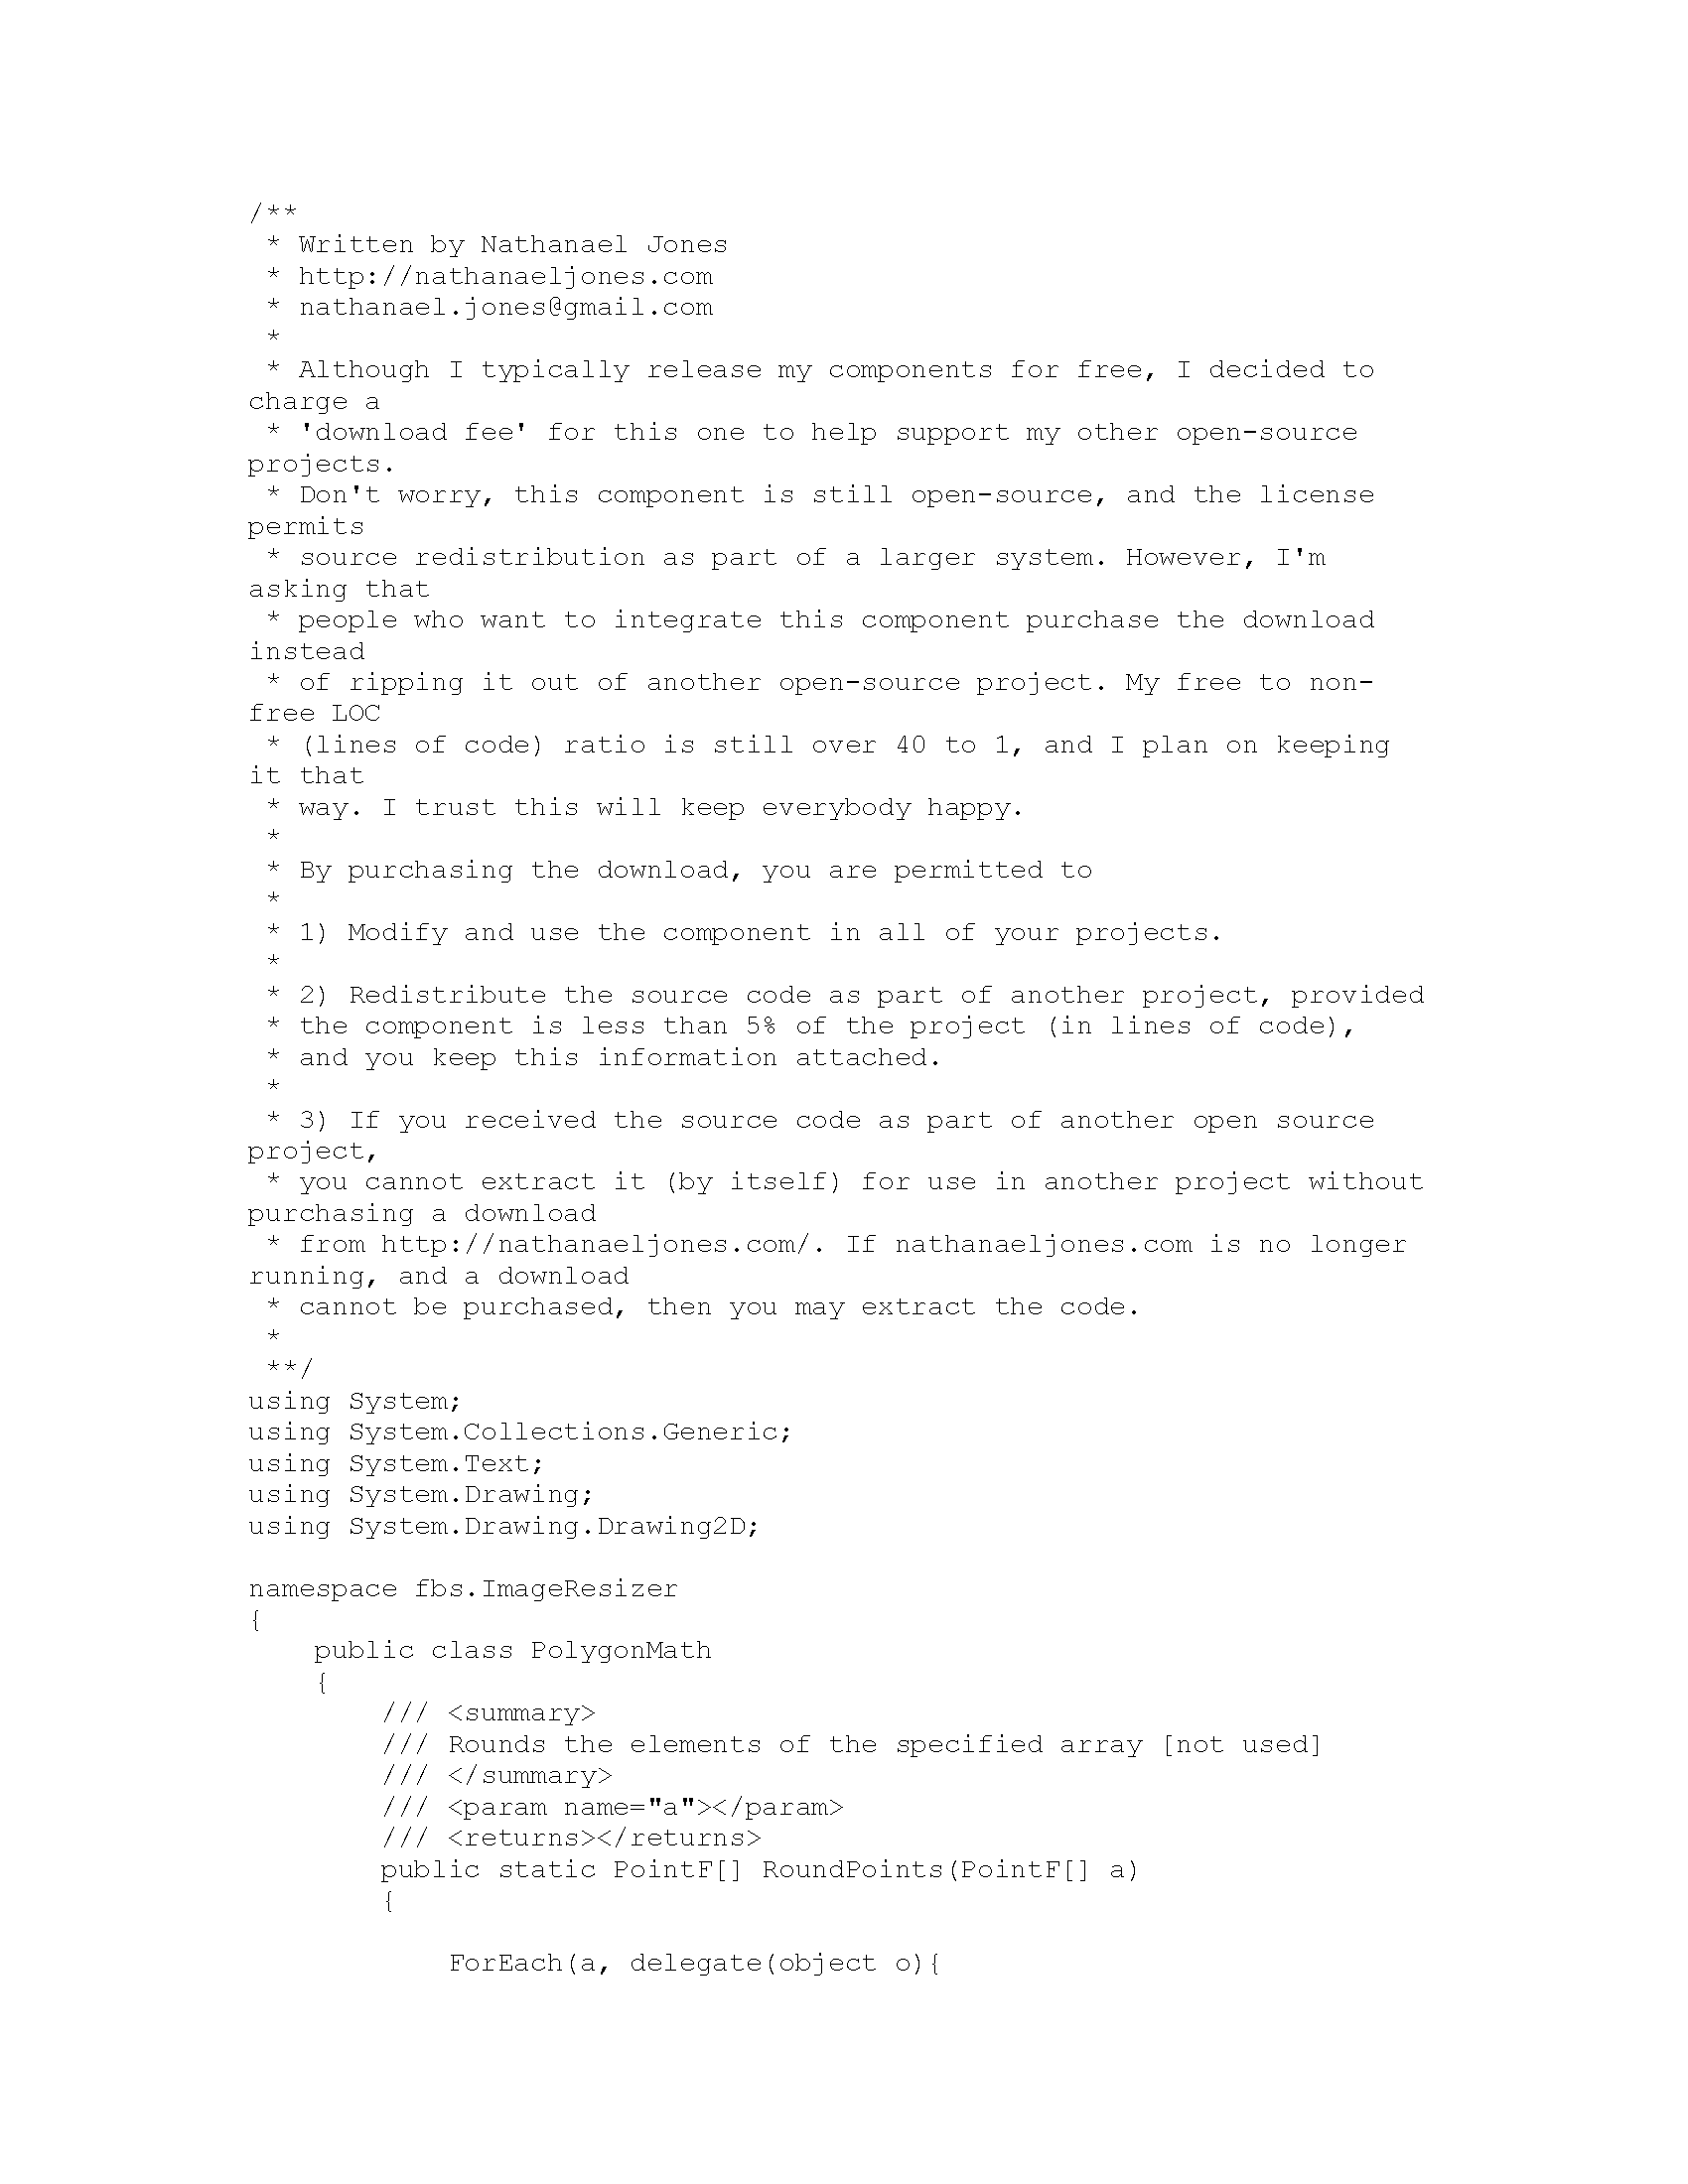 /**
 * Written by Nathanael Jones
 * http://nathanaeljones.com
 * nathanael.jones@gmail.com
 *
 * Although I typically release my components for free, I decided to
charge a
 * 'download fee' for this one to help support my other open-source
projects.
 * Don't worry, this component is still open-source, and the license
permits
 * source redistribution as part of a larger system. However, I'm
asking that
 * people who want to integrate this component purchase the download
instead
 * of ripping it out of another open-source project. My free to non-
free LOC
 * (lines of code) ratio is still over 40 to 1, and I plan on keeping
it that
 * way. I trust this will keep everybody happy.
 *
 * By purchasing the download, you are permitted to
 *
 * 1) Modify and use the component in all of your projects.
 *
 * 2) Redistribute the source code as part of another project, provided
 * the component is less than 5% of the project (in lines of code),
 * and you keep this information attached.
 *
 * 3) If you received the source code as part of another open source
project,
 * you cannot extract it (by itself) for use in another project without
purchasing a download
 * from http://nathanaeljones.com/. If nathanaeljones.com is no longer
running, and a download
 * cannot be purchased, then you may extract the code.
 *
 **/
using System;
using System.Collections.Generic;
using System.Text;
using System.Drawing;
using System.Drawing.Drawing2D;

namespace fbs.ImageResizer
{
    public class PolygonMath
    {
        /// <summary>
        /// Rounds the elements of the specified array [not used]
        /// </summary>
        /// <param name="a"></param>
        /// <returns></returns>
        public static PointF[] RoundPoints(PointF[] a)
        {

            ForEach(a, delegate(object o){